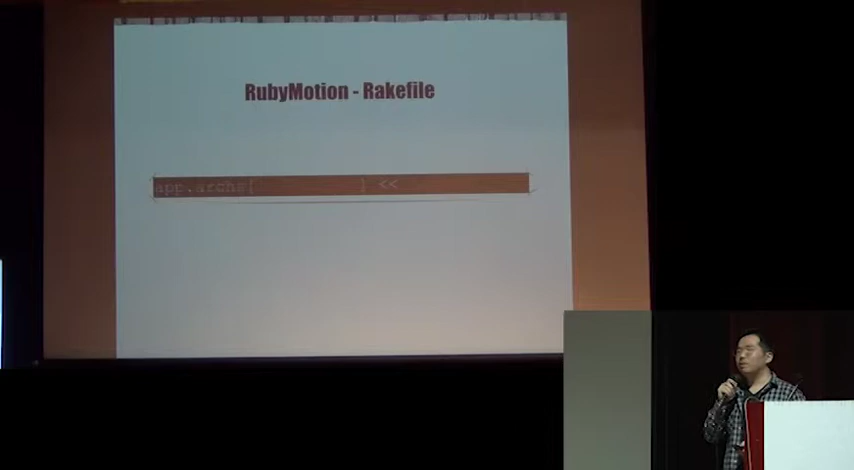 RubyMotion - Rakefile
app.archs[ ] <<